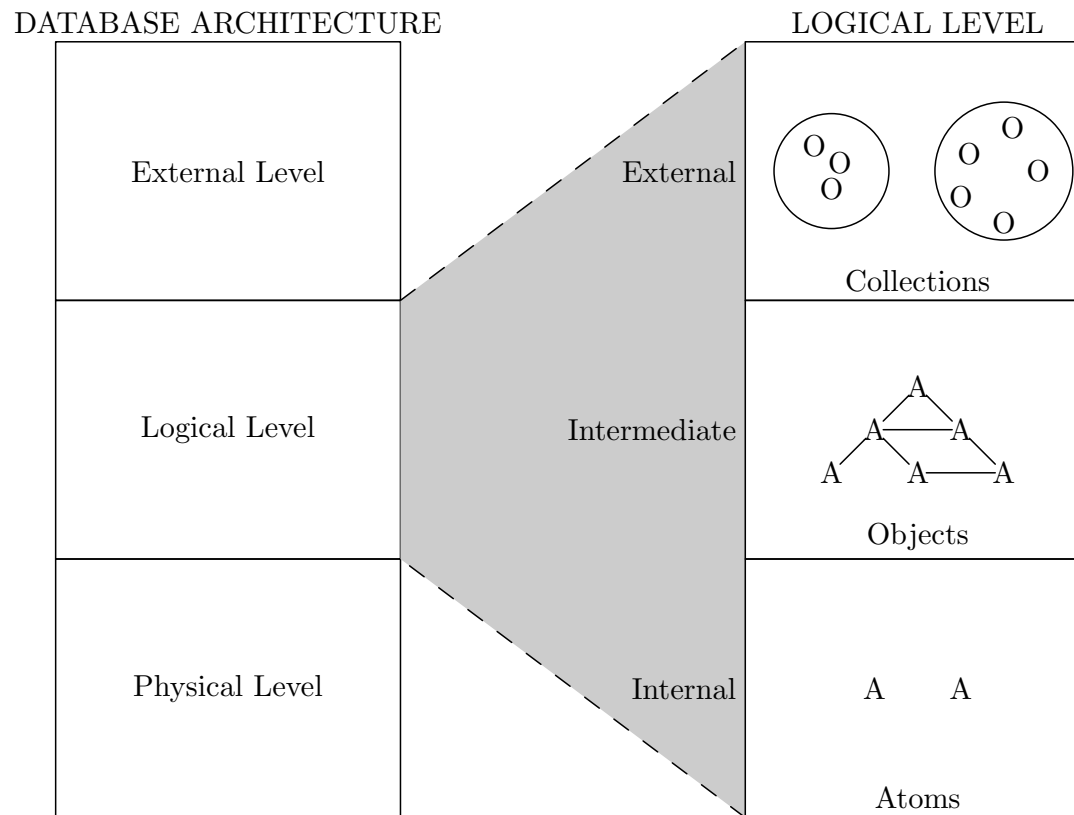 DATABASE ARCHITECTURE
LOGICAL LEVEL
External Level
Logical Level
Physical Level
External
Intermediate
Internal
O
O
O
O
O
O
O
O
Collections
A
A A
A A A
Objects
A A
Atoms